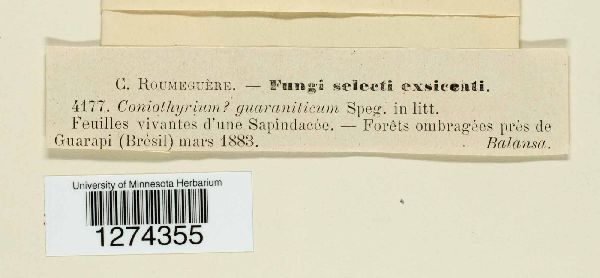 C. ROUMEGUÈRE. — Fungi selecti exsiccati.
4177. Coniothyrium? guaraniticum Speg. in litt.
Feuilles vivantes d'une Sapindacée. — Forêts ombragées près de
Guarapi (Brésil) mars 1883. Balansa.
University of Minnesota Herbarium
1274355